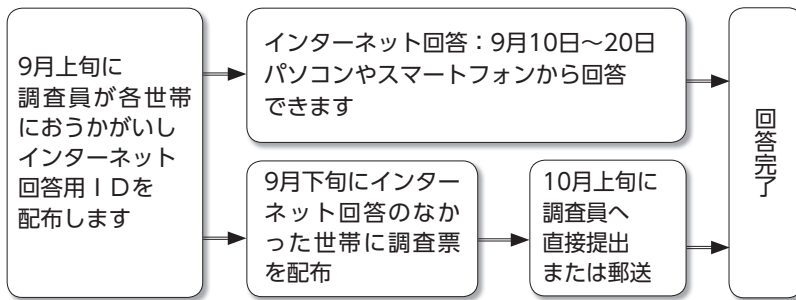 9月上旬に
調査員が各世帯
におうかがいし
インターネット
回答用ＩＤを
配布します
インターネット回答：9月10日～20日
パソコンやスマートフォンから回答
できます
9月下旬にインター
ネット回答のなか
った世帯に調査票
を配布
10月上旬に
調査員へ
直接提出
または郵送
回答完了